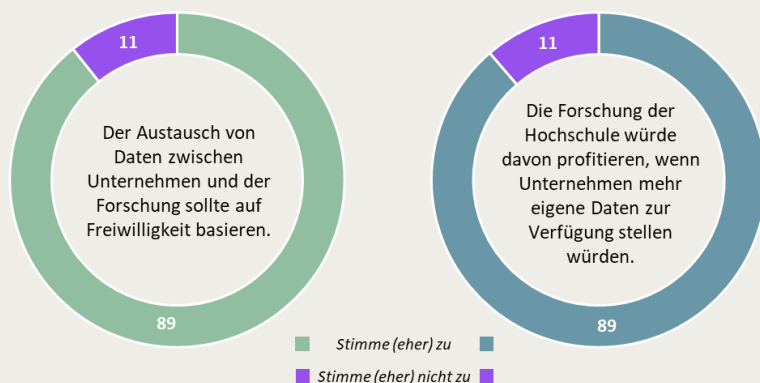 11
Der Austausch von
Daten zwischen
Unternehmen und der
Forschung sollte auf
Freiwilligkeit basieren.
89
11
Die Forschung der
Hochschule würde
davon profitieren, wenn
Unternehmen mehr
eigene Daten zur
Verfügung stellen
würden.
89
Stimme (eher) zu
Stimme (eher) nicht zu